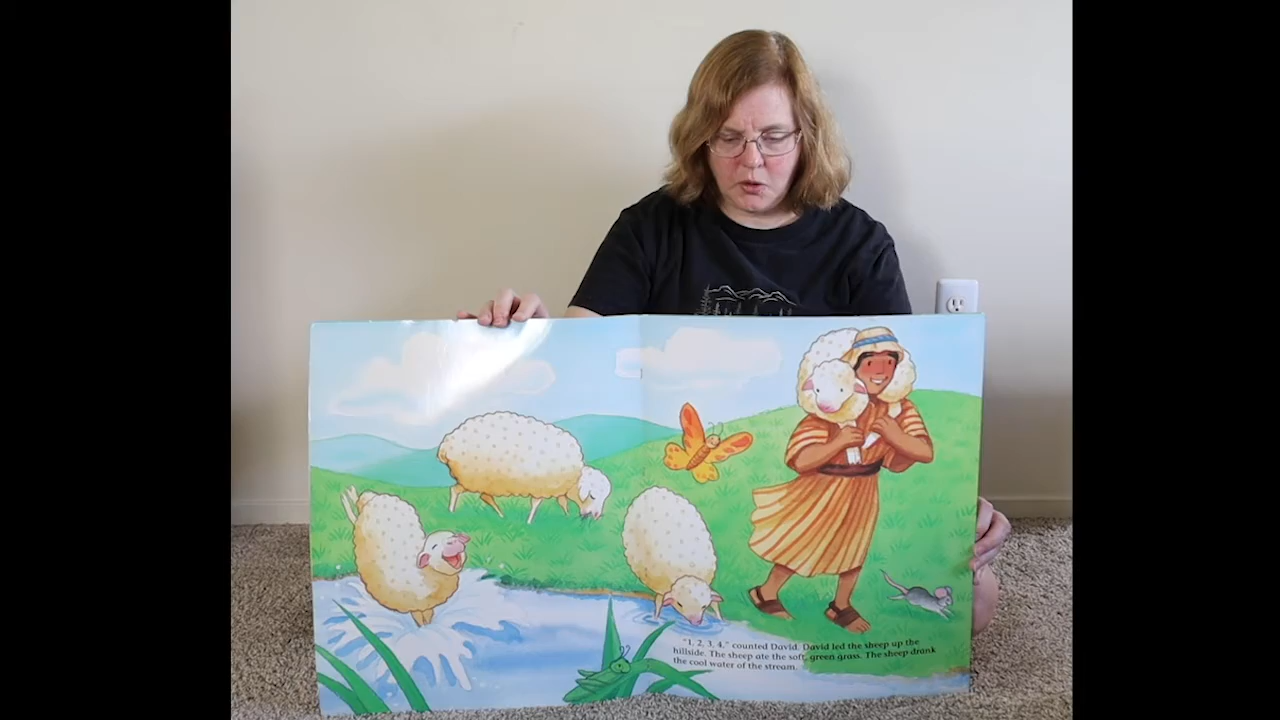 "1, 2, 3, 4," counted David. David led the sheep up the
hillside. The sheep ate the soft, green grass. The sheep drank
the cool water of the stream.